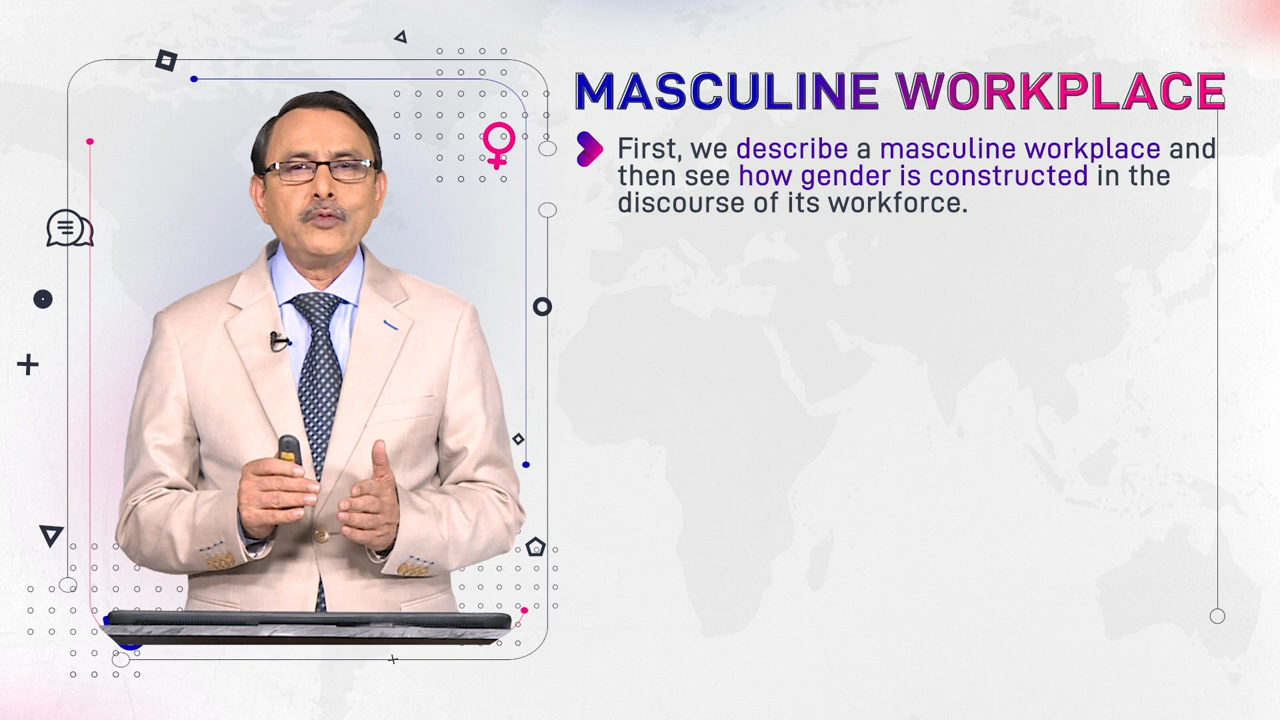 MASCULINE WORKPLACE
First, we describe a masculine workplace and
then see how gender is constructed in the
discourse of its workforce.